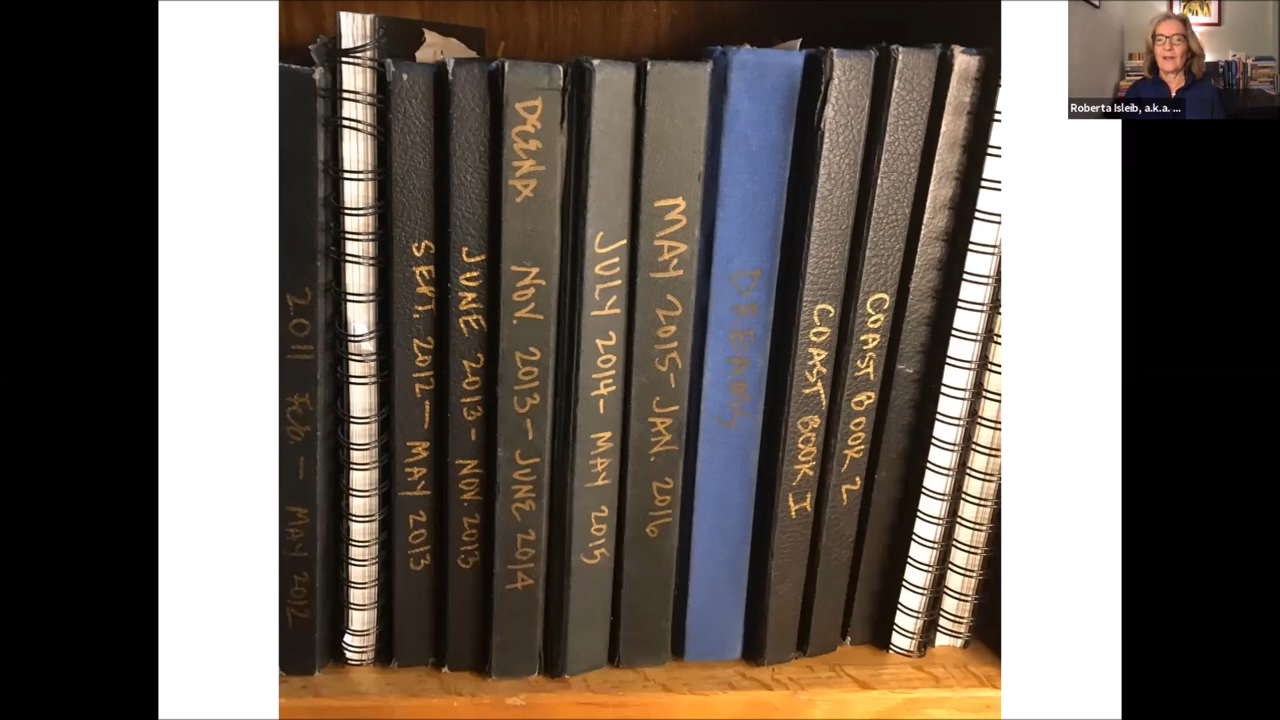 2011 Feb — MAY 2012
SEPT. 2012 — MAY 2013
JUNE 2013 - NOV. 2013
DEENA NOV. 2013 — JUNE 2014
JULY 2014 - MAY 2015
MAY 2015 - JAN. 2016
DREAMS
COAST BOOK I
COAST BOOK 2
Roberta Isleib, a.k.a. ...